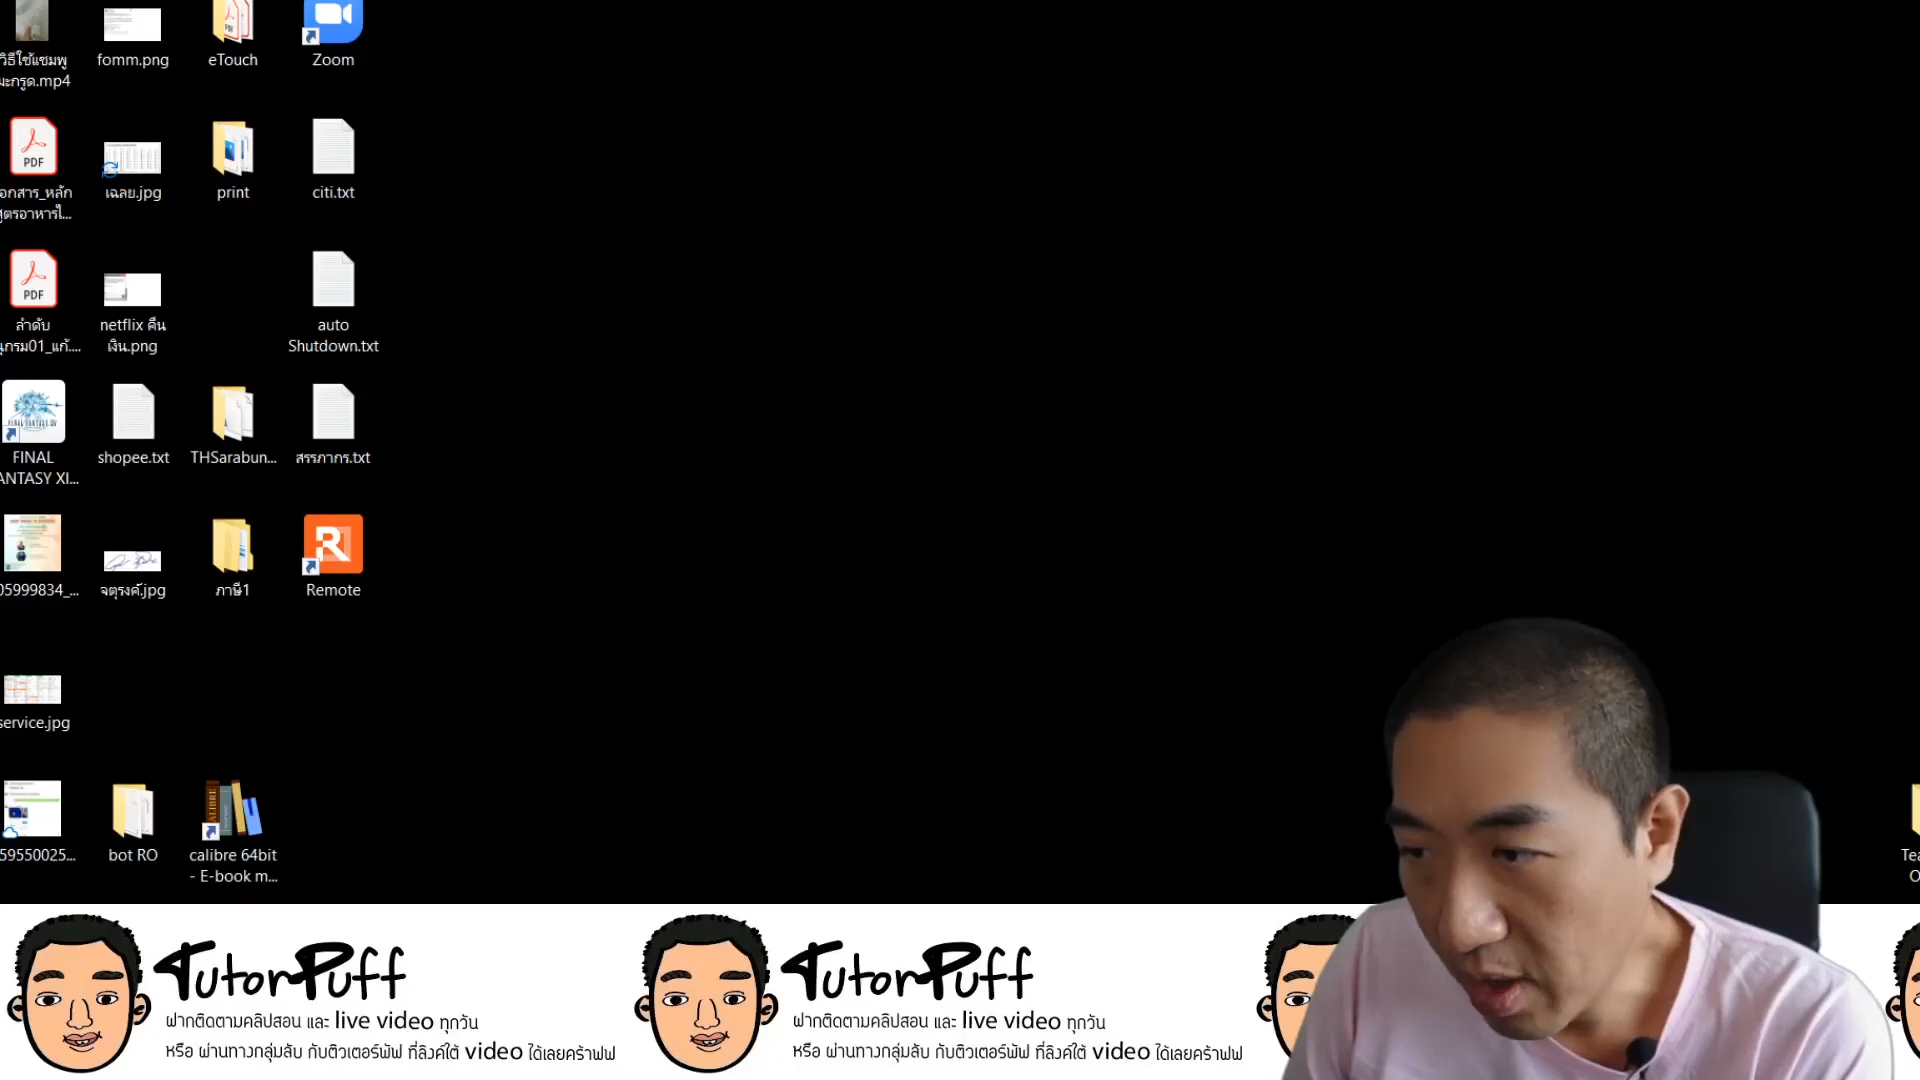 วิธีใช้แชมพู
มะกรูด.mp4
fomm.png
eTouch
Zoom
PDF
อกสาร_หลัก
สูตรอาหารไ...
เฉลย.jpg
print
citi.txt
PDF
ลำดับ
นุกรม01_แก้....
netflix คืน
เงิน.png
auto
Shutdown.txt
FINAL
ANTASY XI...
shopee.txt
THSarabun...
สรรภากร.txt
05999834_...
จตุรงค์.jpg
ภาษี1
R
Remote
service.jpg
59550025...
bot RO
calibre 64bit
- E-book m...
Tea
O
TutorPuff
ฝากติดตามคลิปสอน และ live video ทุกวัน
หรือ ผ่านทางกลุ่มลับ กับติวเตอร์พัฟ ที่ลิงค์ใต้ video ได้เลยคร้าฟฟ
TutorPuff
ฝากติดตามคลิปสอน และ live video ทุกวัน
หรือ ผ่านทางกลุ่มลับ กับติวเตอร์พัฟ ที่ลิงค์ใต้ video ได้เลยคร้าฟฟ